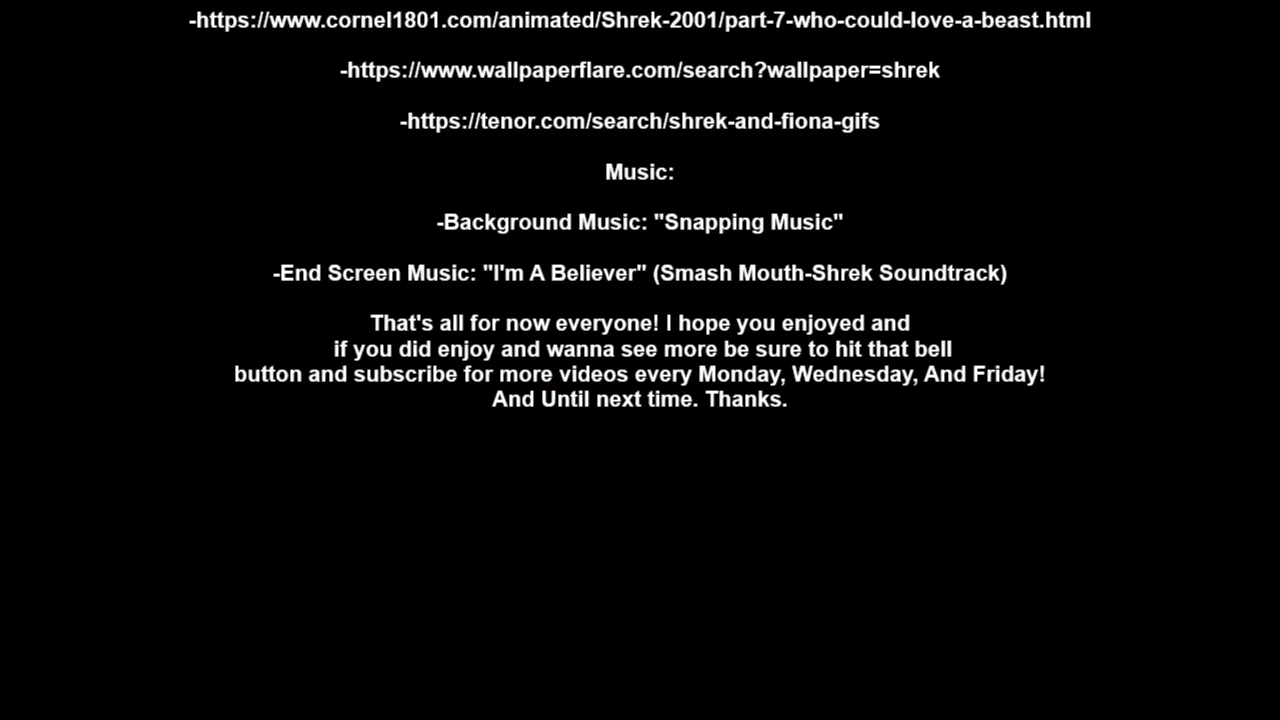 -https://www.cornel1801.com/animated/Shrek-2001/part-7-who-could-love-a-beast.html
-https://www.wallpaperflare.com/search?wallpaper=shrek
-https://tenor.com/search/shrek-and-fiona-gifs
Music:
-Background Music: "Snapping Music"
-End Screen Music: "I'm A Believer" (Smash Mouth-Shrek Soundtrack)
That's all for now everyone! I hope you enjoyed and
if you did enjoy and wanna see more be sure to hit that bell
button and subscribe for more videos every Monday, Wednesday, And Friday!
And Until next time. Thanks.